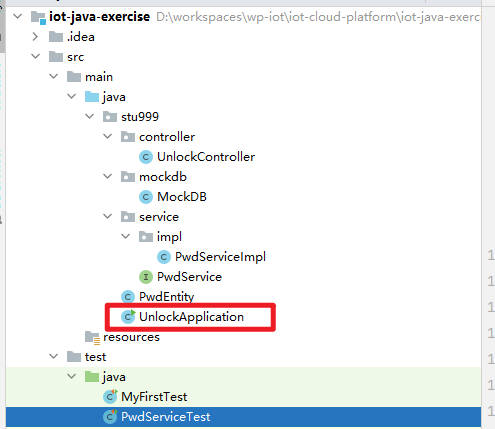 iot-java-exercise D:\workspaces\wp-iot\iot-cloud-platform\iot-java-exerc
.idea
src
main
java
stu999
controller
UnlockController
mockdb
MockDB
service
impl
PwdServiceImpl
PwdService
PwdEntity
UnlockApplication
resources
test
java
MyFirstTest
PwdServiceTest